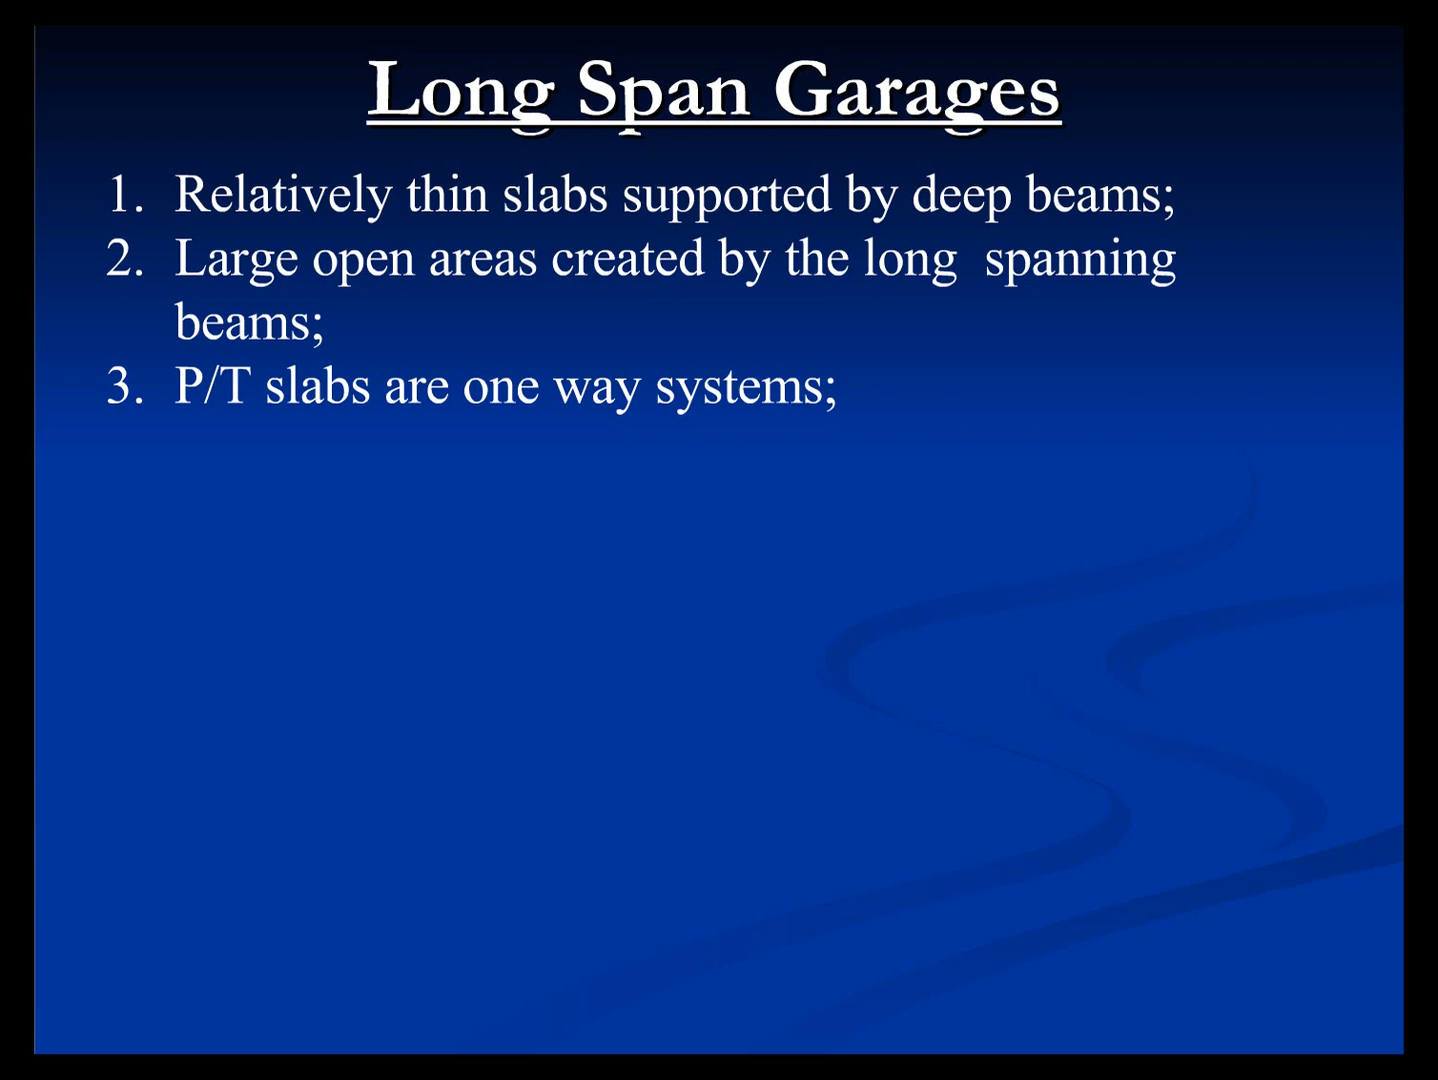 Long Span Garages
1. Relatively thin slabs supported by deep beams;
2. Large open areas created by the long  spanning
beams;
3. P/T slabs are one way systems;